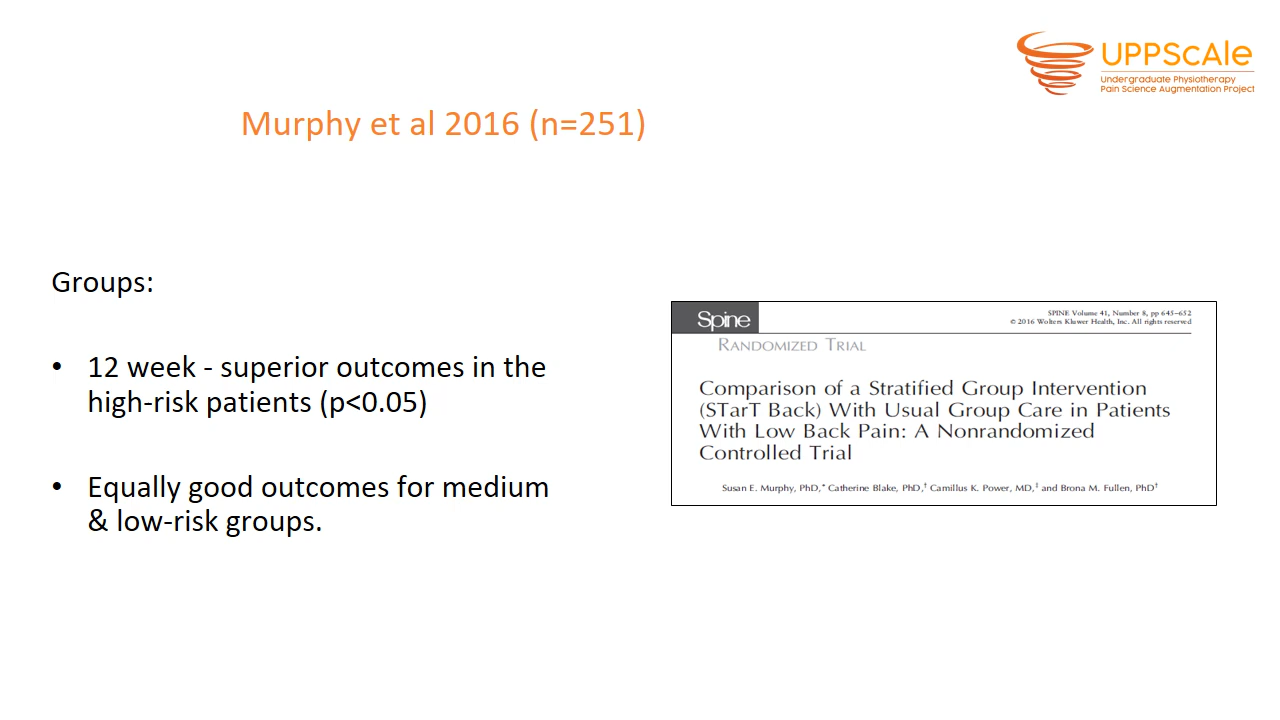 UPPScAle
Undergraduate Physiotherapy
Pain Science Augmentation Project
Murphy et al 2016 (n=251)
Groups:
• 12 week - superior outcomes in the
high-risk patients (p<0.05)
• Equally good outcomes for medium
& low-risk groups.
Spine
SPINE Volume 41, Number 8, pp 645–652
© 2016 Wolters Kluwer Health, Inc. All rights reserved
RANDOMIZED TRIAL
Comparison of a Stratified Group Intervention
(STarT Back) With Usual Group Care in Patients
With Low Back Pain: A Nonrandomized
Controlled Trial
Susan E. Murphy, PhD,* Catherine Blake, PhD,† Camillus K. Power, MD,‡ and Brona M. Fullen, PhD†